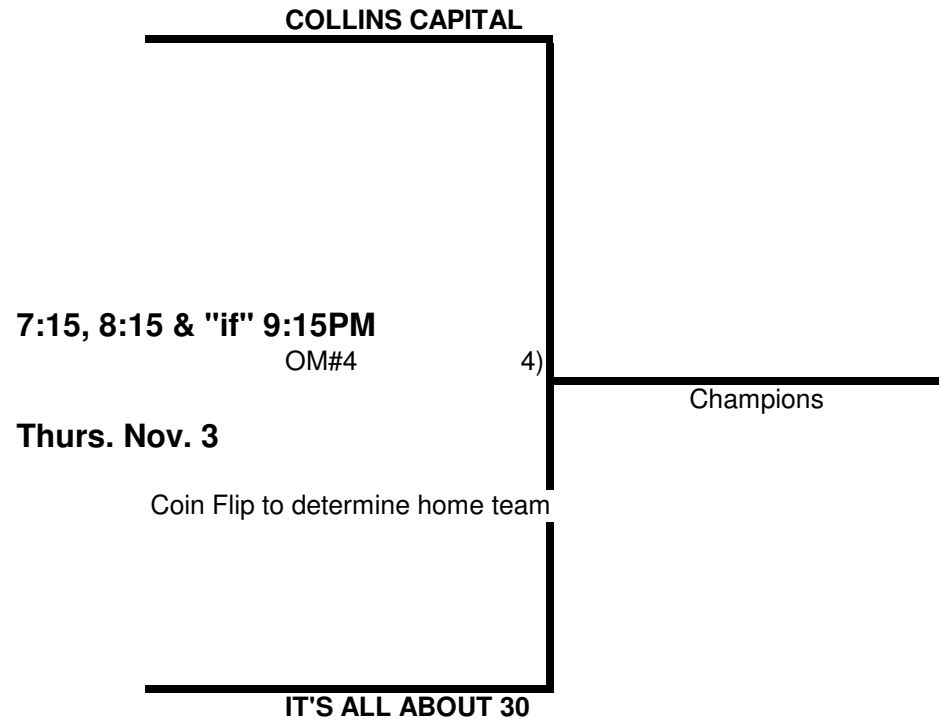 COLLINS CAPITAL
7:15, 8:15 & "if" 9:15PM
OM#4 4)
Champions
Thurs. Nov. 3
Coin Flip to determine home team
IT'S ALL ABOUT 30